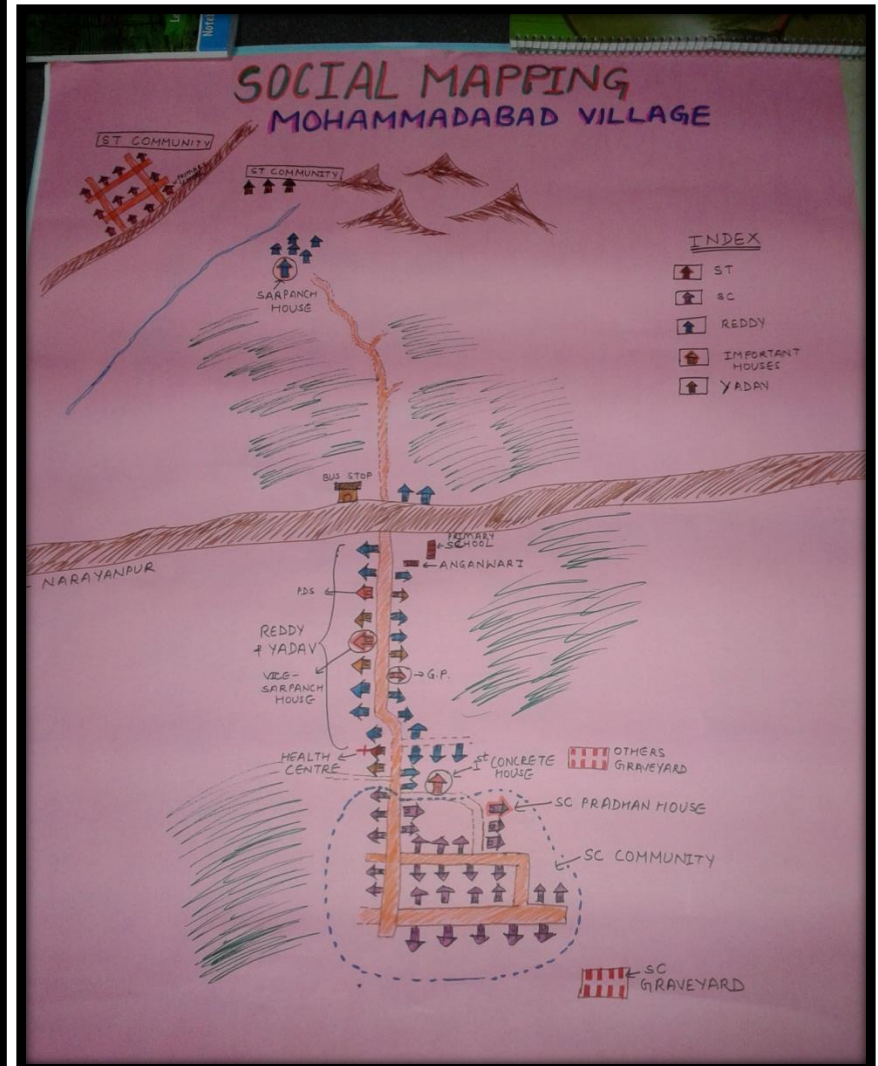 Note
SOCIAL MAPPING
MOHAMMADABAD VILLAGE
ST COMMUNITY
PRIMARY
ST COMMUNITY
SARPANCH
HOUSE
INDEX
ST
SC
REDDY
IMPORTANT
HOUSES
YADAV
BUS STOP
NARAYANPUR
PRIMARY
SCHOOL
ANGANWARI
PDS
REDDY
+ YADAV
VICE-
SARPANCH
HOUSE
G.P.
HEALTH
CENTRE
1st CONCRETE
HOUSE
OTHERS
GRAVEYARD
SC PRADHAN HOUSE
SC COMMUNITY
SC
GRAVEYARD